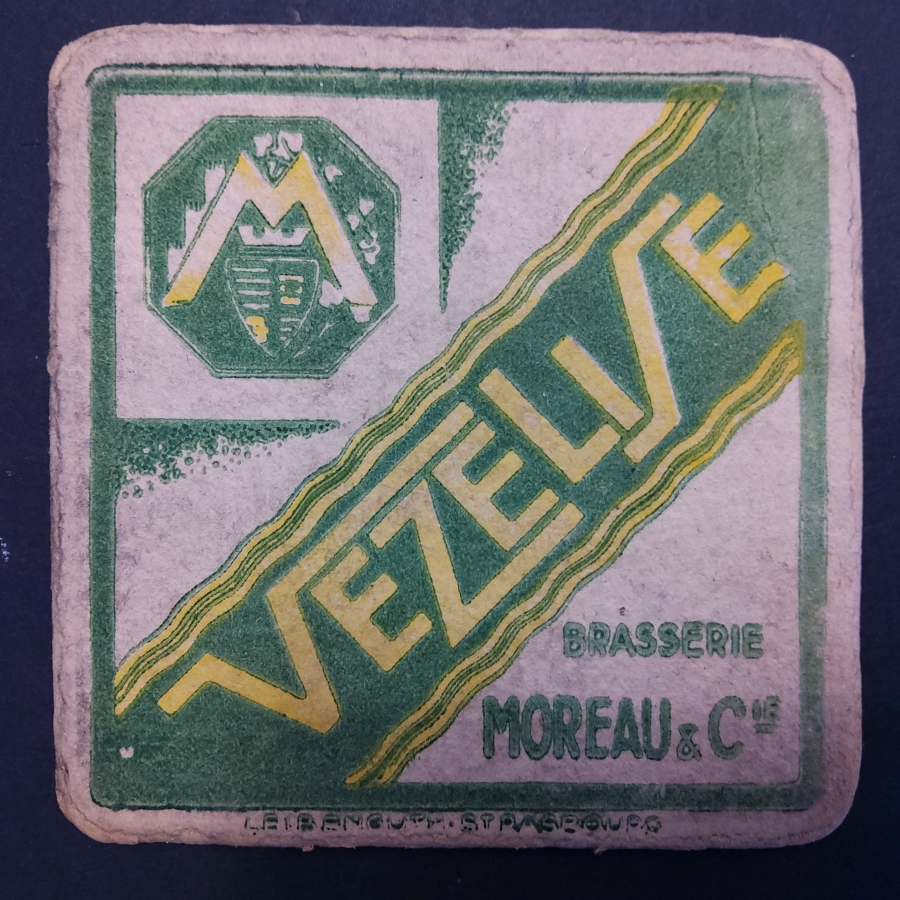 M
VEZELISE
BRASSERIE
MOREAU & CIE
LEIBENGUTH · STRASBOURG